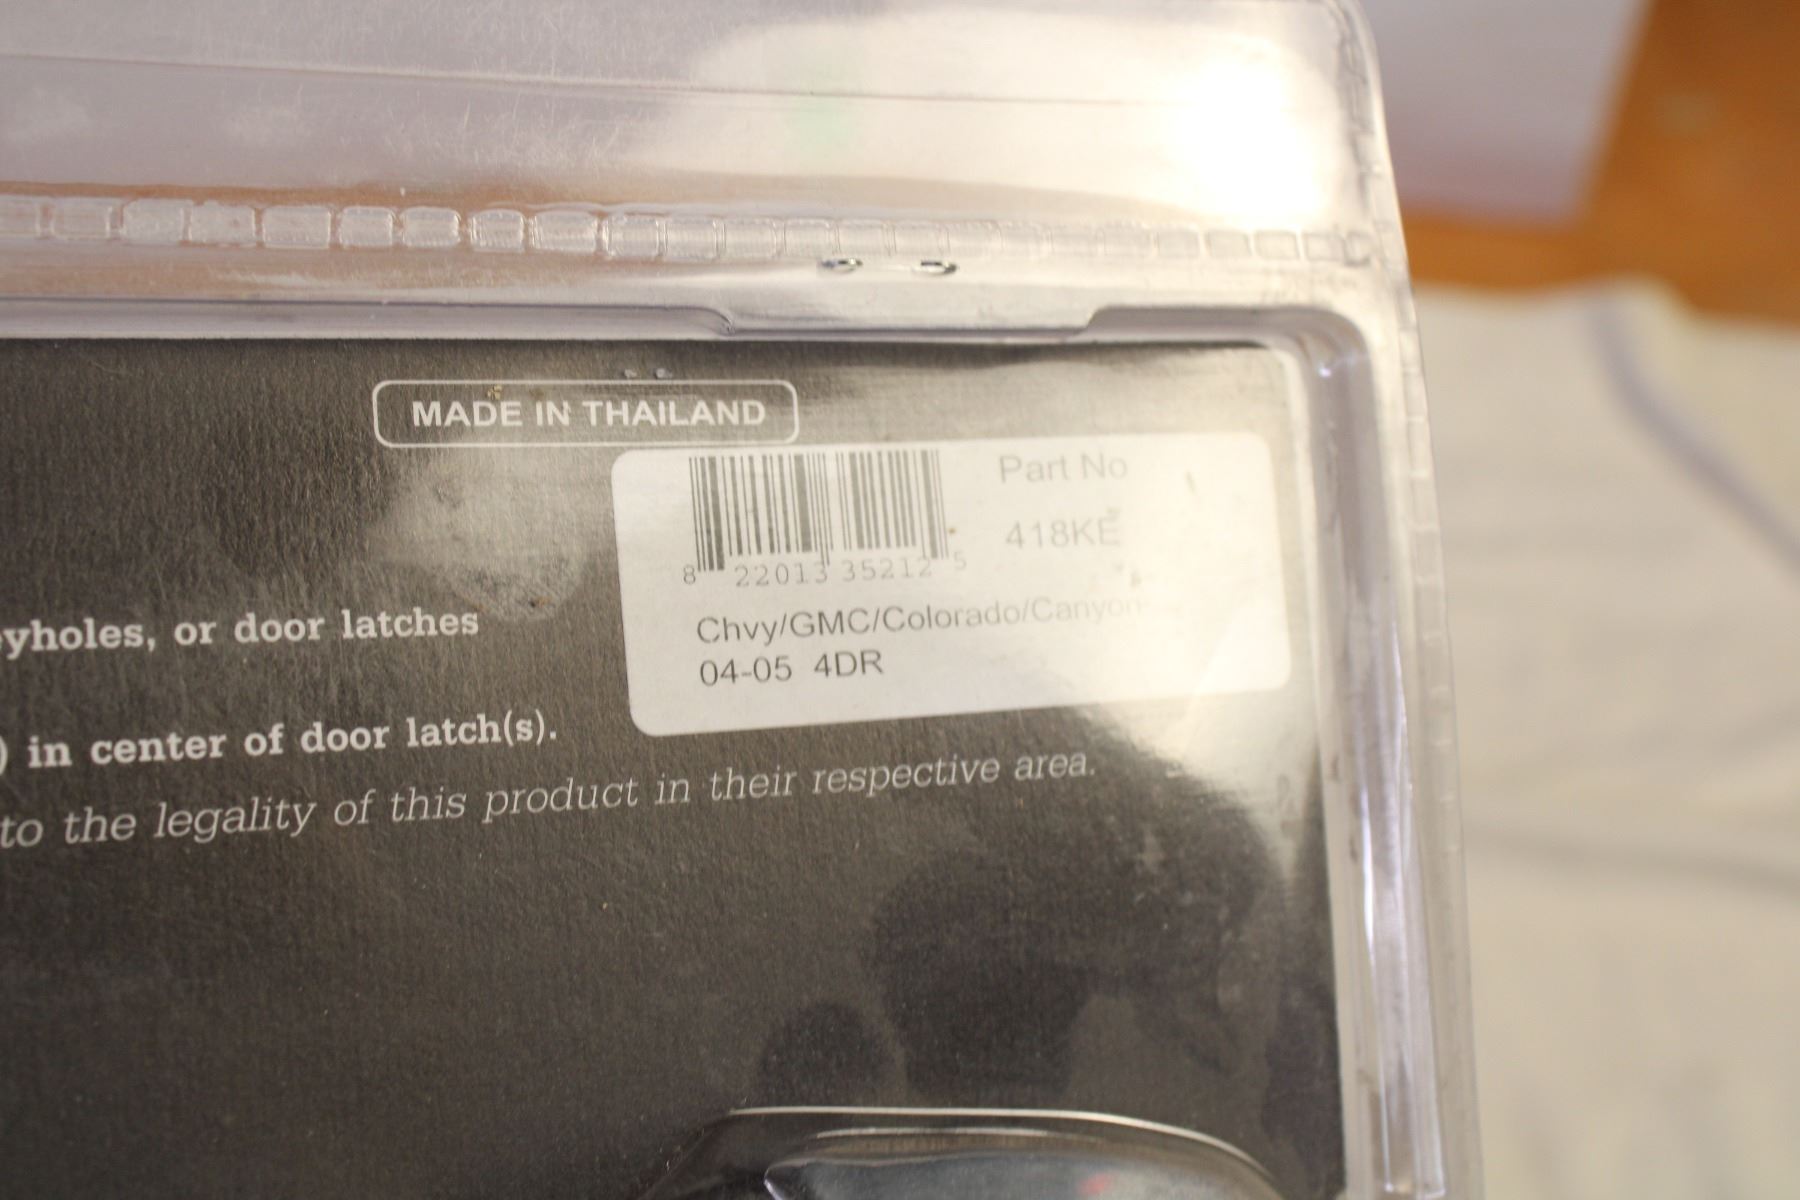 MADE IN THAILAND
Part No
418KE
8 22013 35212 5
Chvy/GMC/Colorado/Canyon
04-05 4DR
eyholes, or door latches
) in center of door latch(s).
to the legality of this product in their respective area.